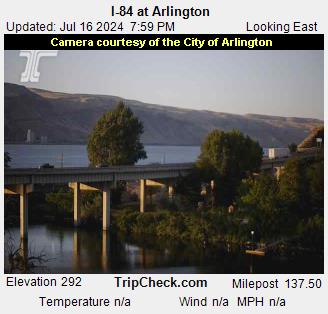 I-84 at Arlington
Updated: Jul 16 2024 7:59 PM Looking East
Camera courtesy of the City of Arlington
Elevation 292 TripCheck.com Milepost 137.50
Temperature n/a Wind n/a MPH n/a